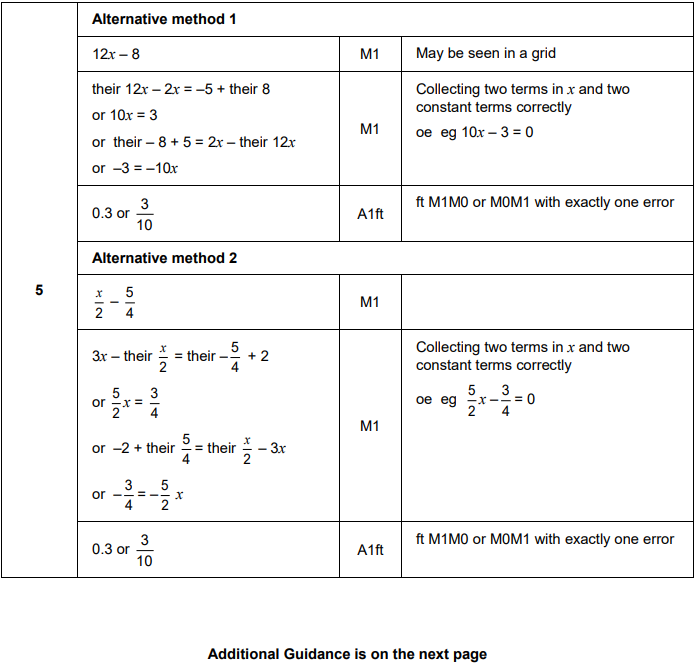 Alternative method 1
12x – 8 M1 May be seen in a grid
their 12x – 2x = –5 + their 8
or 10x = 3
or their – 8 + 5 = 2x – their 12x
or –3 = –10x
M1
Collecting two terms in x and two
constant terms correctly
oe eg 10x – 3 = 0
0.3 or 3/10 A1ft ft M1M0 or M0M1 with exactly one error
Alternative method 2
5
x/2 – 5/4 M1
3x – their x/2 = their – 5/4 + 2
or 5/2 x = 3/4
or –2 + their 5/4 = their x/2 – 3x
or – 3/4 = – 5/2 x
M1
Collecting two terms in x and two
constant terms correctly
oe eg 5/2 x – 3/4 = 0
0.3 or 3/10 A1ft ft M1M0 or M0M1 with exactly one error
Additional Guidance is on the next page